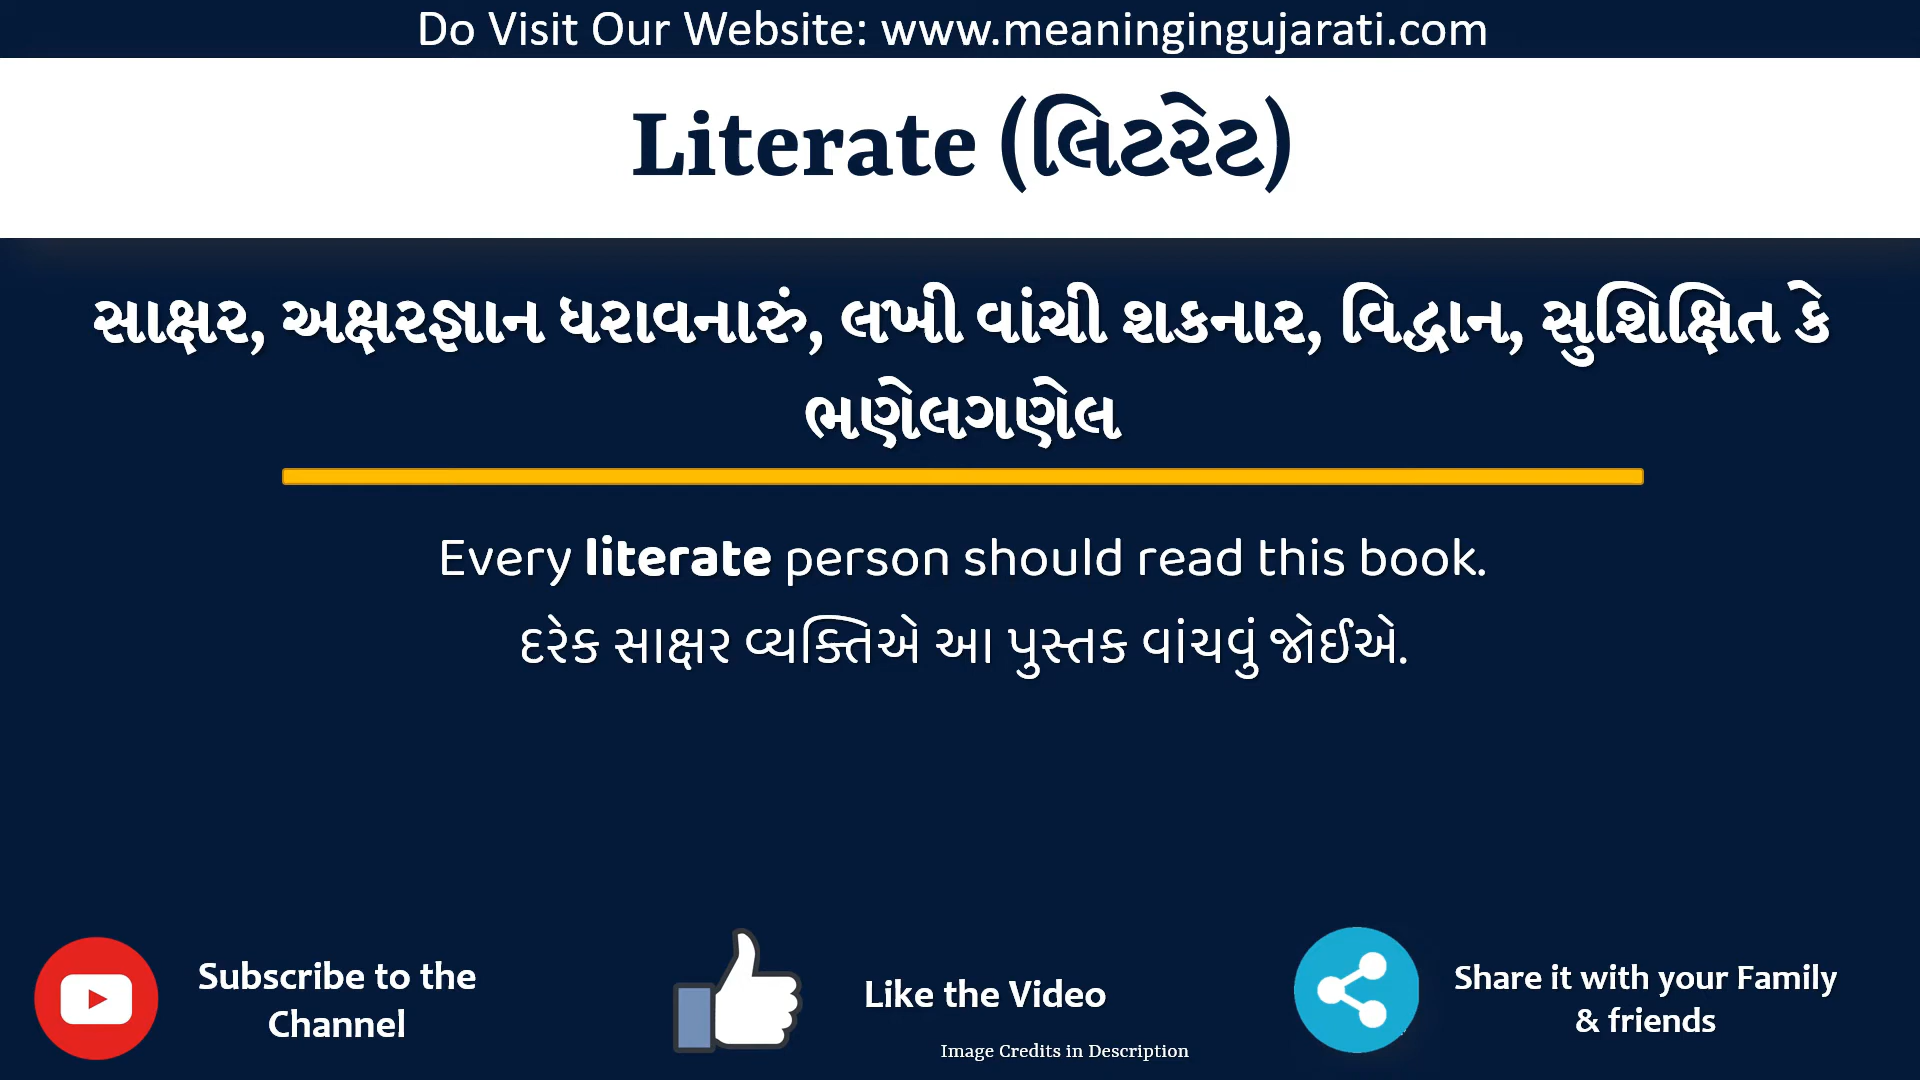 Do Visit Our Website: www.meaningingujarati.com
Literate (લિટરેટ)
સાક્ષર, અક્ષરજ્ઞાન ધરાવનારું, લખી વાંચી શકનાર, વિદ્વાન, સુશિક્ષિત કે
ભણેલગણેલ
Every literate person should read this book.
દરેક સાક્ષર વ્યક્તિએ આ પુસ્તક વાંચવું જોઈએ.
Subscribe to the
Channel
Like the Video
Share it with your Family
& friends
Image Credits in Description